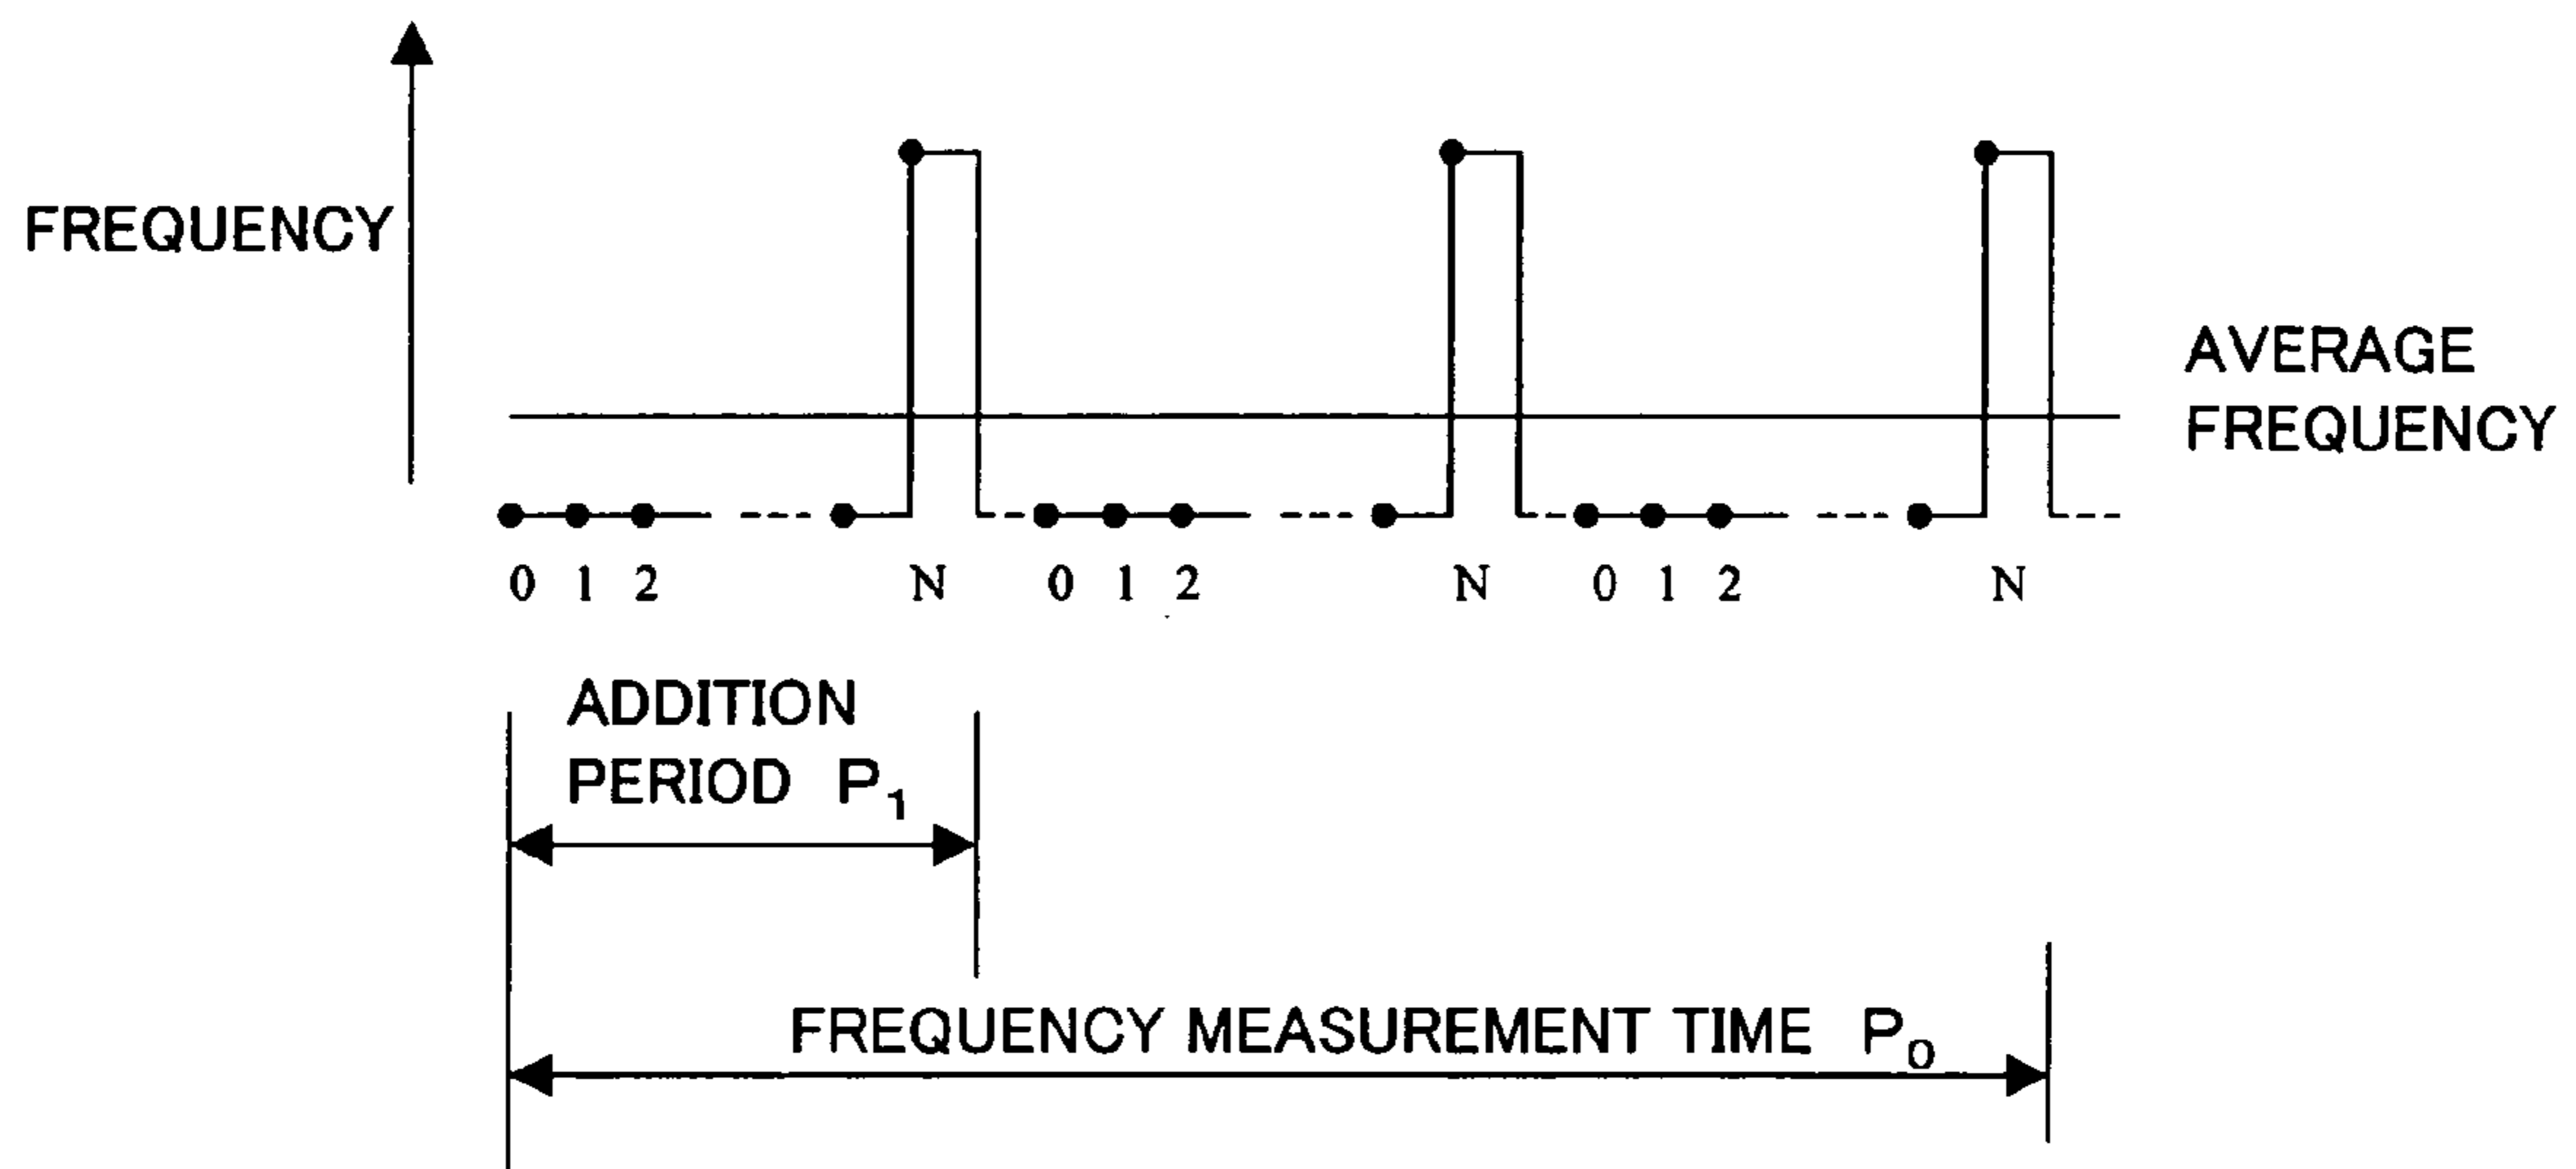 FREQUENCY
AVERAGE
FREQUENCY
0 1 2 N 0 1 2 N 0 1 2 N
ADDITION
PERIOD P₁
FREQUENCY MEASUREMENT TIME P₀